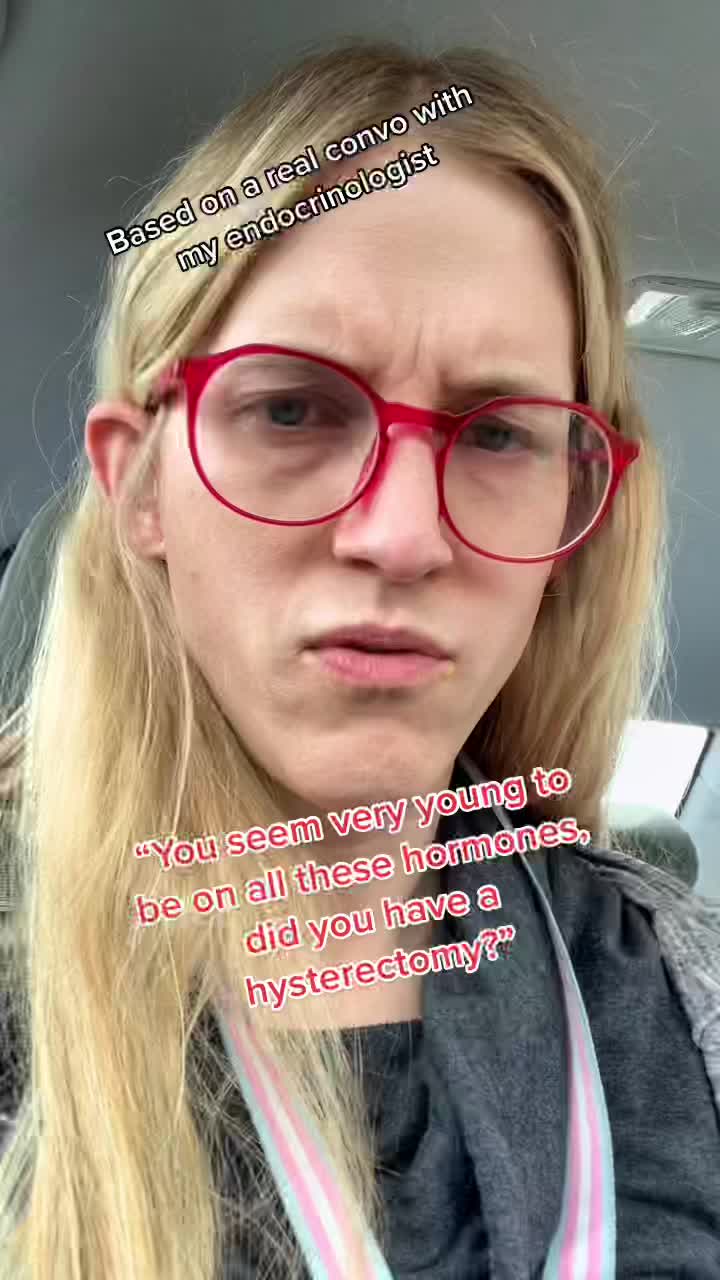 Based on a real convo with
my endocrinologist
“You seem very young to
be on all these hormones,
did you have a
hysterectomy?”